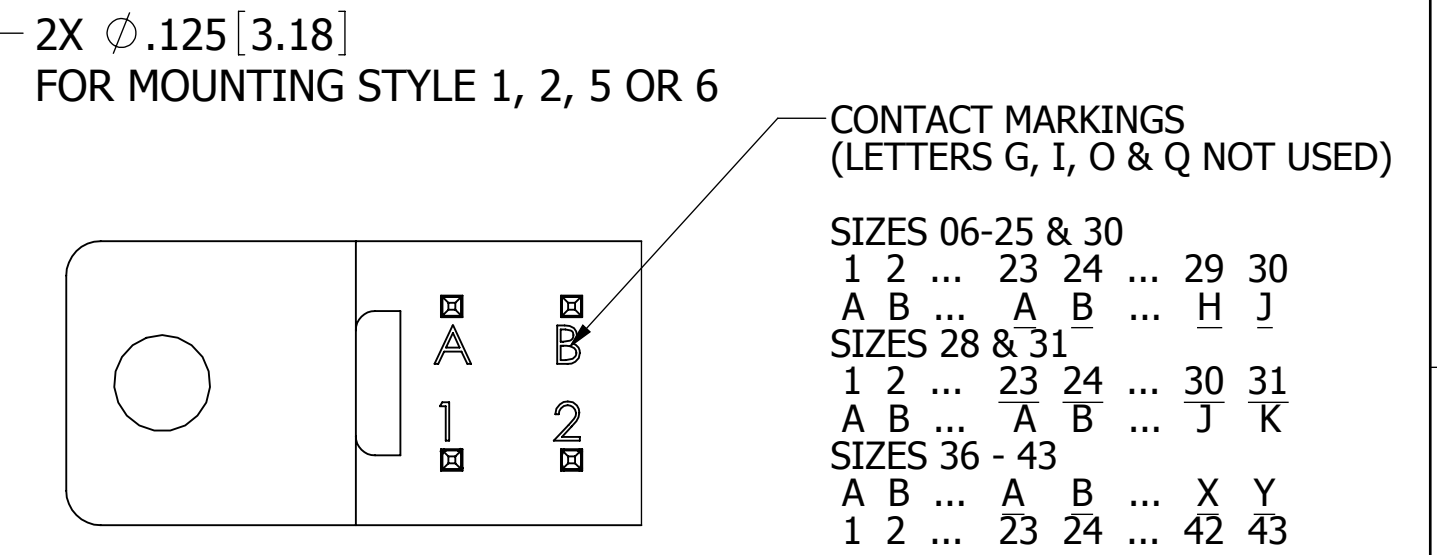 2X ∅.125[3.18]
FOR MOUNTING STYLE 1, 2, 5 OR 6
CONTACT MARKINGS
(LETTERS G, I, O & Q NOT USED)
SIZES 06-25 & 30
1 2 ... 23 24 ... 29 30
A B ... A B ... H J
SIZES 28 & 31
1 2 ... 23 24 ... 30 31
A B ... A B ... J K
SIZES 36 - 43
A B ... A B ... X Y
1 2 ... 23 24 ... 42 43
A B
1 2